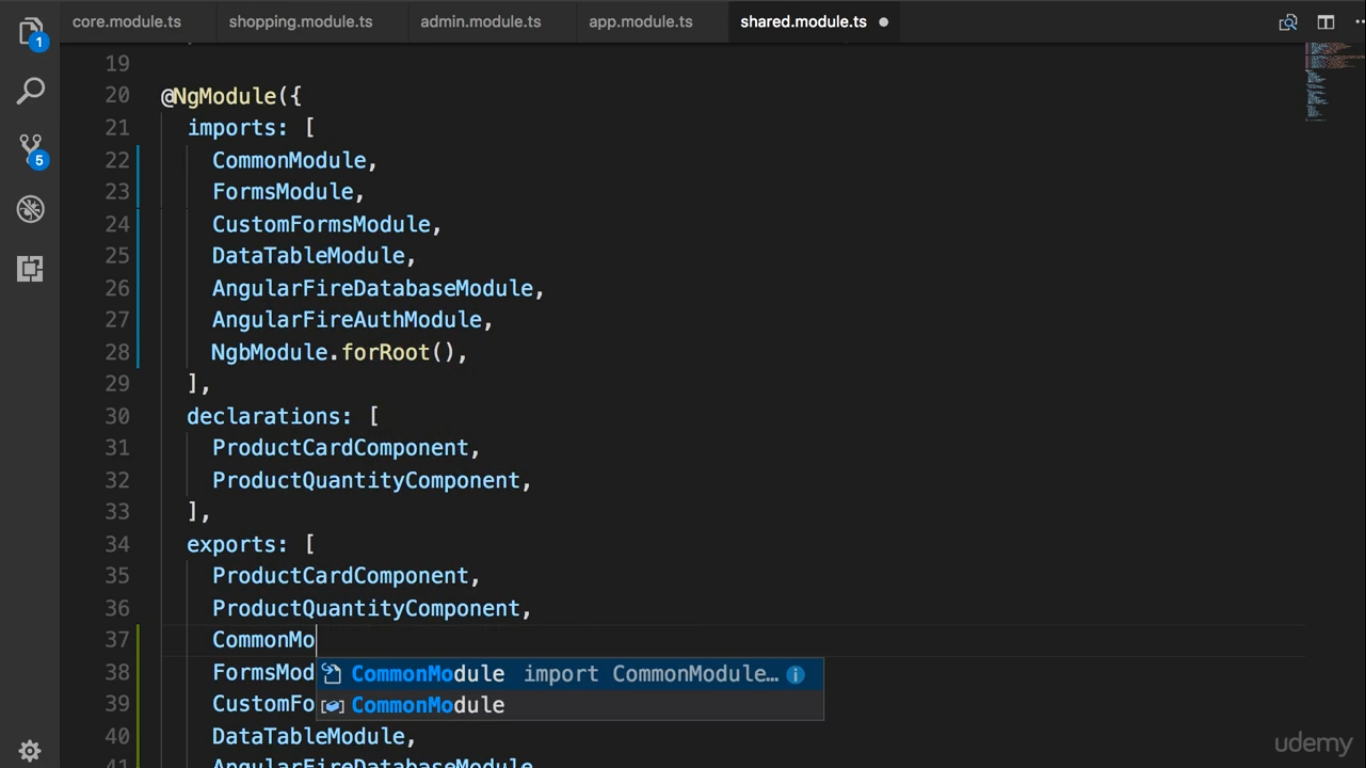 core.module.ts shopping.module.ts admin.module.ts app.module.ts shared.module.ts
1
5
19
20 @NgModule({
21 imports: [
22 CommonModule,
23 FormsModule,
24 CustomFormsModule,
25 DataTableModule,
26 AngularFireDatabaseModule,
27 AngularFireAuthModule,
28 NgbModule.forRoot(),
29 ],
30 declarations: [
31 ProductCardComponent,
32 ProductQuantityComponent,
33 ],
34 exports: [
35 ProductCardComponent,
36 ProductQuantityComponent,
37 CommonMo
38 FormsMod
CommonModule import CommonModule…
39 CustomFo
CommonModule
40 DataTableModule,
41 AngularFireDatabaseModule
udemy